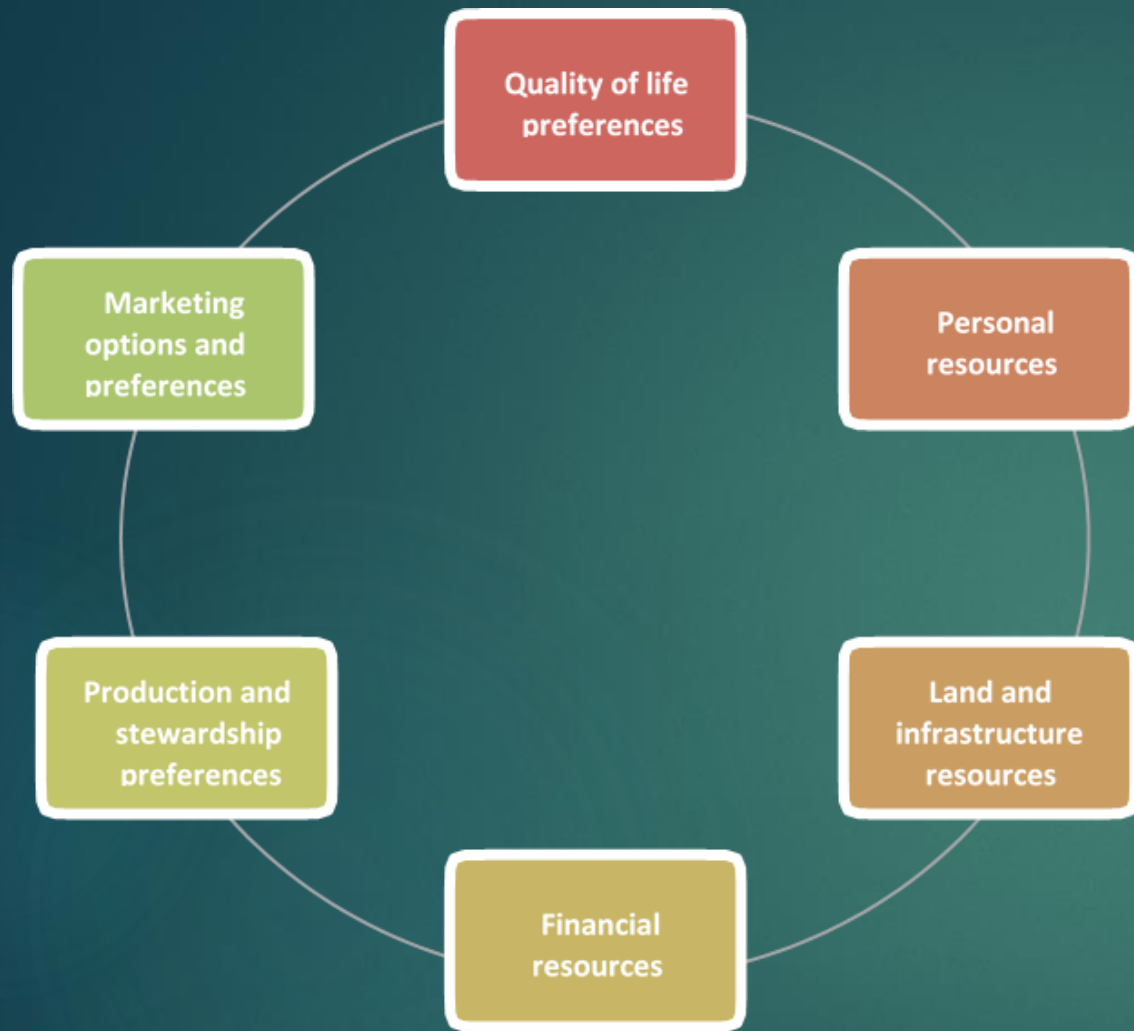 Quality of life
preferences
Personal
resources
Land and
infrastructure
resources
Financial
resources
Production and
stewardship
preferences
Marketing
options and
preferences